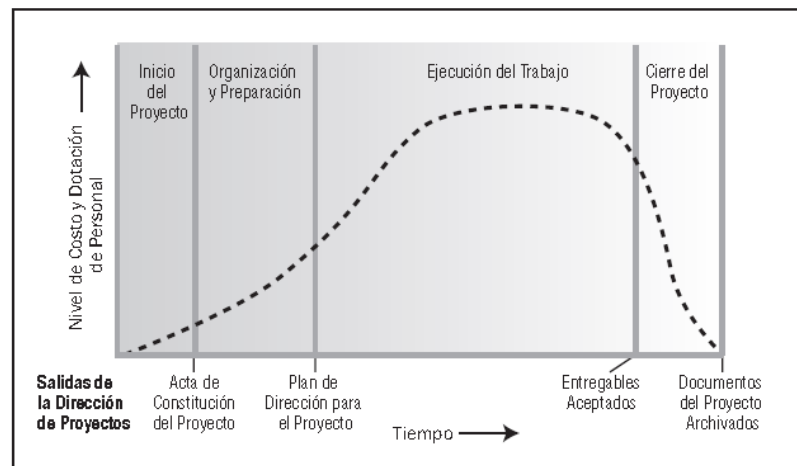 Inicio
del
Proyecto
Organización
y Preparación
Ejecución del Trabajo
Cierre del
Proyecto
Nivel de Costo y Dotación
de Personal
Salidas de
la Dirección
de Proyectos
Acta de
Constitución
del Proyecto
Plan de
Dirección para
el Proyecto
Tiempo
Entregables
Aceptados
Documentos
del Proyecto
Archivados